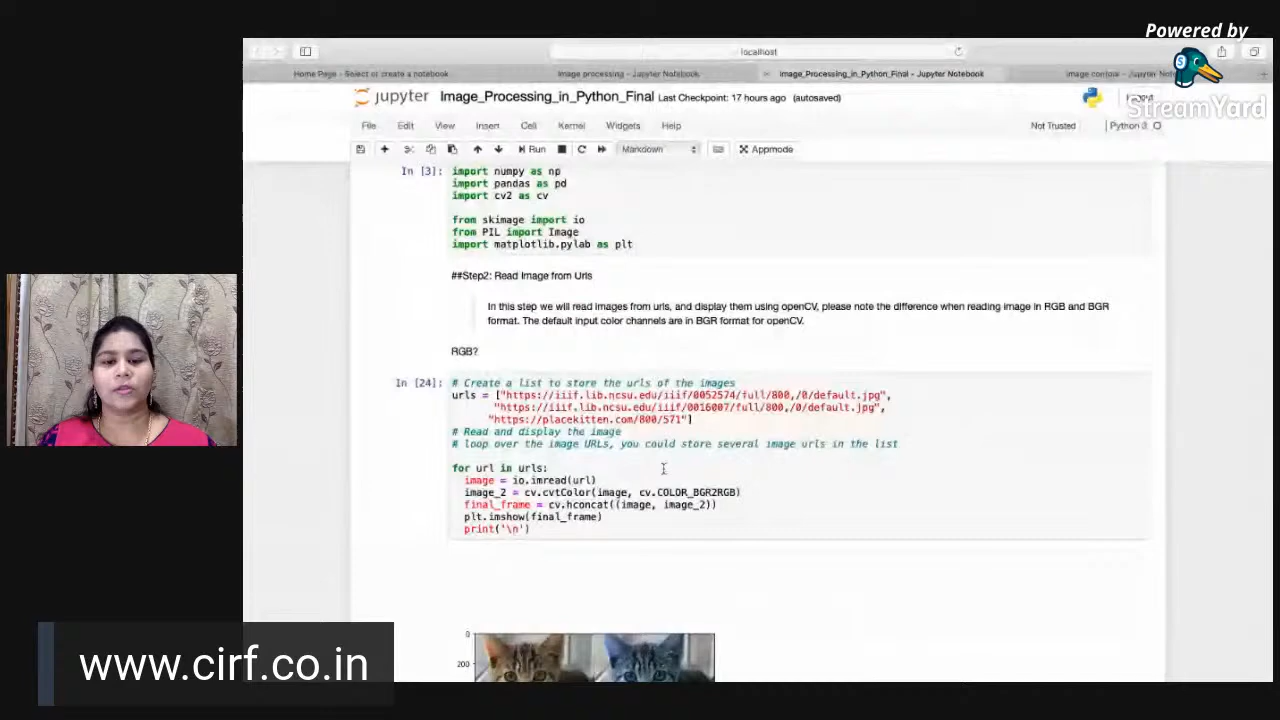 Powered by
StreamYard
localhost
Home Page - Select or create a notebook
image processing - Jupyter Notebook
image_Processing_in_Python_Final - Jupyter Notebook
jupyter Image_Processing_in_Python_Final Last Checkpoint: 17 hours ago (autosaved)
File Edit View Insert Cell Kernel Widgets Help
Not Trusted
Python 3
Run
Markdown
Appmode
In [3]:
import numpy as np
import pandas as pd
import cv2 as cv
from skimage import io
from PIL import Image
import matplotlib.pylab as plt
##Step2: Read Image from Urls
In this step we will read images from urls, and display them using openCV, please note the difference when reading image in RGB and BGR
format. The default input color channels are in BGR format for openCV.
RGB?
In [24]:
# Create a list to store the urls of the images
urls = ["https://iiif.lib.ncsu.edu/iiif/0052574/full/800,/0/default.jpg",
"https://iiif.lib.ncsu.edu/iiif/0016007/full/800,/0/default.jpg",
"https://placekitten.com/800/571"]
# Read and display the image
# loop over the image URLs, you could store several image urls in the list
for url in urls:
image = io.imread(url)
image_2 = cv.cvtColor(image, cv.COLOR_BGR2RGB)
final_frame = cv.hconcat((image, image_2))
plt.imshow(final_frame)
print('\n')
0
200
www.cirf.co.in